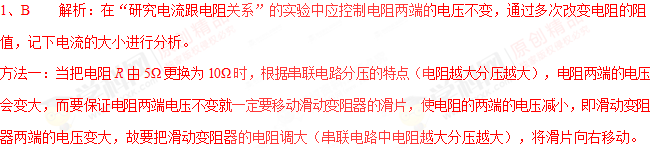 1、B 解析：在“研究电流跟电阻关系”的实验中应控制电阻两端的电压不变，通过多次改变电阻的阻
值，记下电流的大小进行分析。
方法一：当把电阻 R 由 5Ω 更换为 10Ω 时，根据串联电路分压的特点（电阻越大分压越大），电阻两端的电压
会变大，而要保证电阻两端电压不变就一定要移动滑动变阻器的滑片，使电阻的两端的电压减小，即滑动变阻
器两端的电压变大，故要把滑动变阻器的电阻调大（串联电路中电阻越大分压越大），将滑片向右移动。